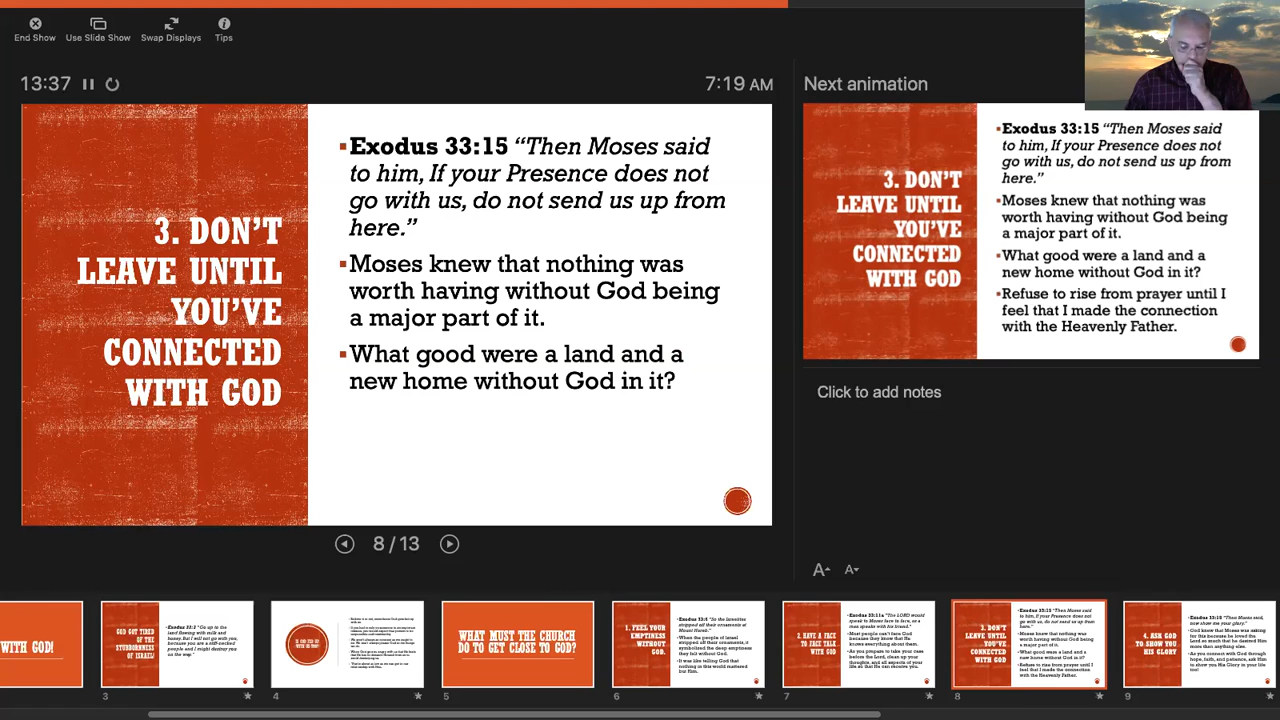 End Show
Use Slide Show
Swap Displays
Tips
13:37
7:19 AM
Next animation
3. DON'T
LEAVE UNTIL
YOU'VE
CONNECTED
WITH GOD
▪Exodus 33:15 “Then Moses said
to him, If your Presence does not
go with us, do not send us up from
here.”
▪Moses knew that nothing was
worth having without God being
a major part of it.
▪What good were a land and a
new home without God in it?
3. DON'T
LEAVE UNTIL
YOU'VE
CONNECTED
WITH GOD
▪Exodus 33:15 “Then Moses said
to him, If your Presence does not
go with us, do not send us up from
here.”
▪Moses knew that nothing was
worth having without God being
a major part of it.
▪What good were a land and a
new home without God in it?
▪Refuse to rise from prayer until I
feel that I made the connection
with the Heavenly Father.
Click to add notes
8/13
A A
WITH GOD!
GOD GOT TIRED
OF THE
STUBBORNNESS
OF ISRAEL!
3
4
WHAT MUST THE CHURCH
DO TO GET CLOSE TO GOD?
5
1. FEEL YOUR
EMPTINESS
WITHOUT
GOD.
6
2. HAVE A FACE
TO FACE TALK
WITH GOD
7
3. DON'T
LEAVE UNTIL
YOU'VE
CONNECTED
WITH GOD
8
4. ASK GOD
TO SHOW YOU
HIS GLORY
9